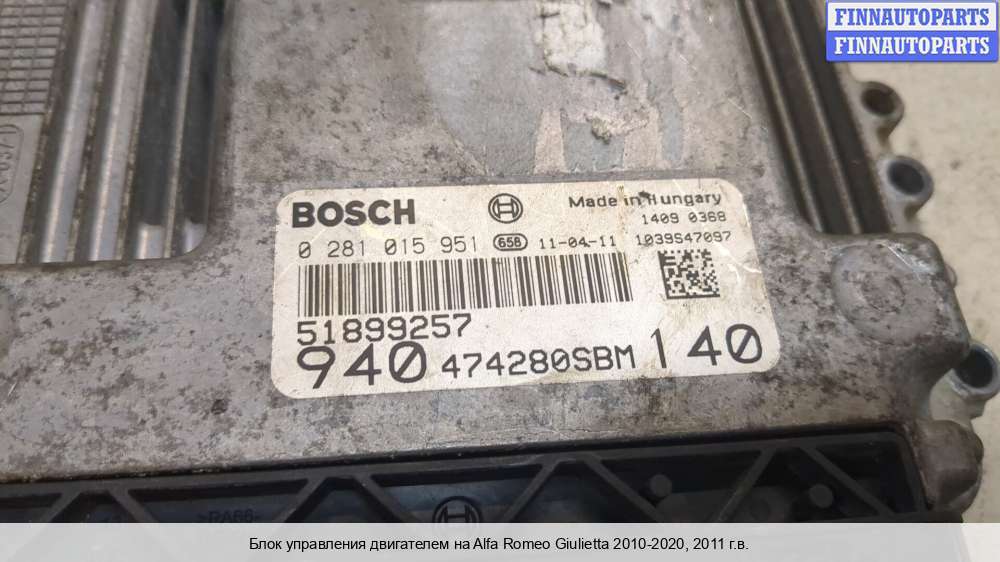 FINNAUTOPARTS
FINNAUTOPARTS
BOSCH
Made in Hungary
1409 0368
0 281 015 951 658 11-04-11 1039S47097
51899257
940 474280SBM 140
>PA66-
Блок управления двигателем на Alfa Romeo Giulietta 2010-2020, 2011 г.в.